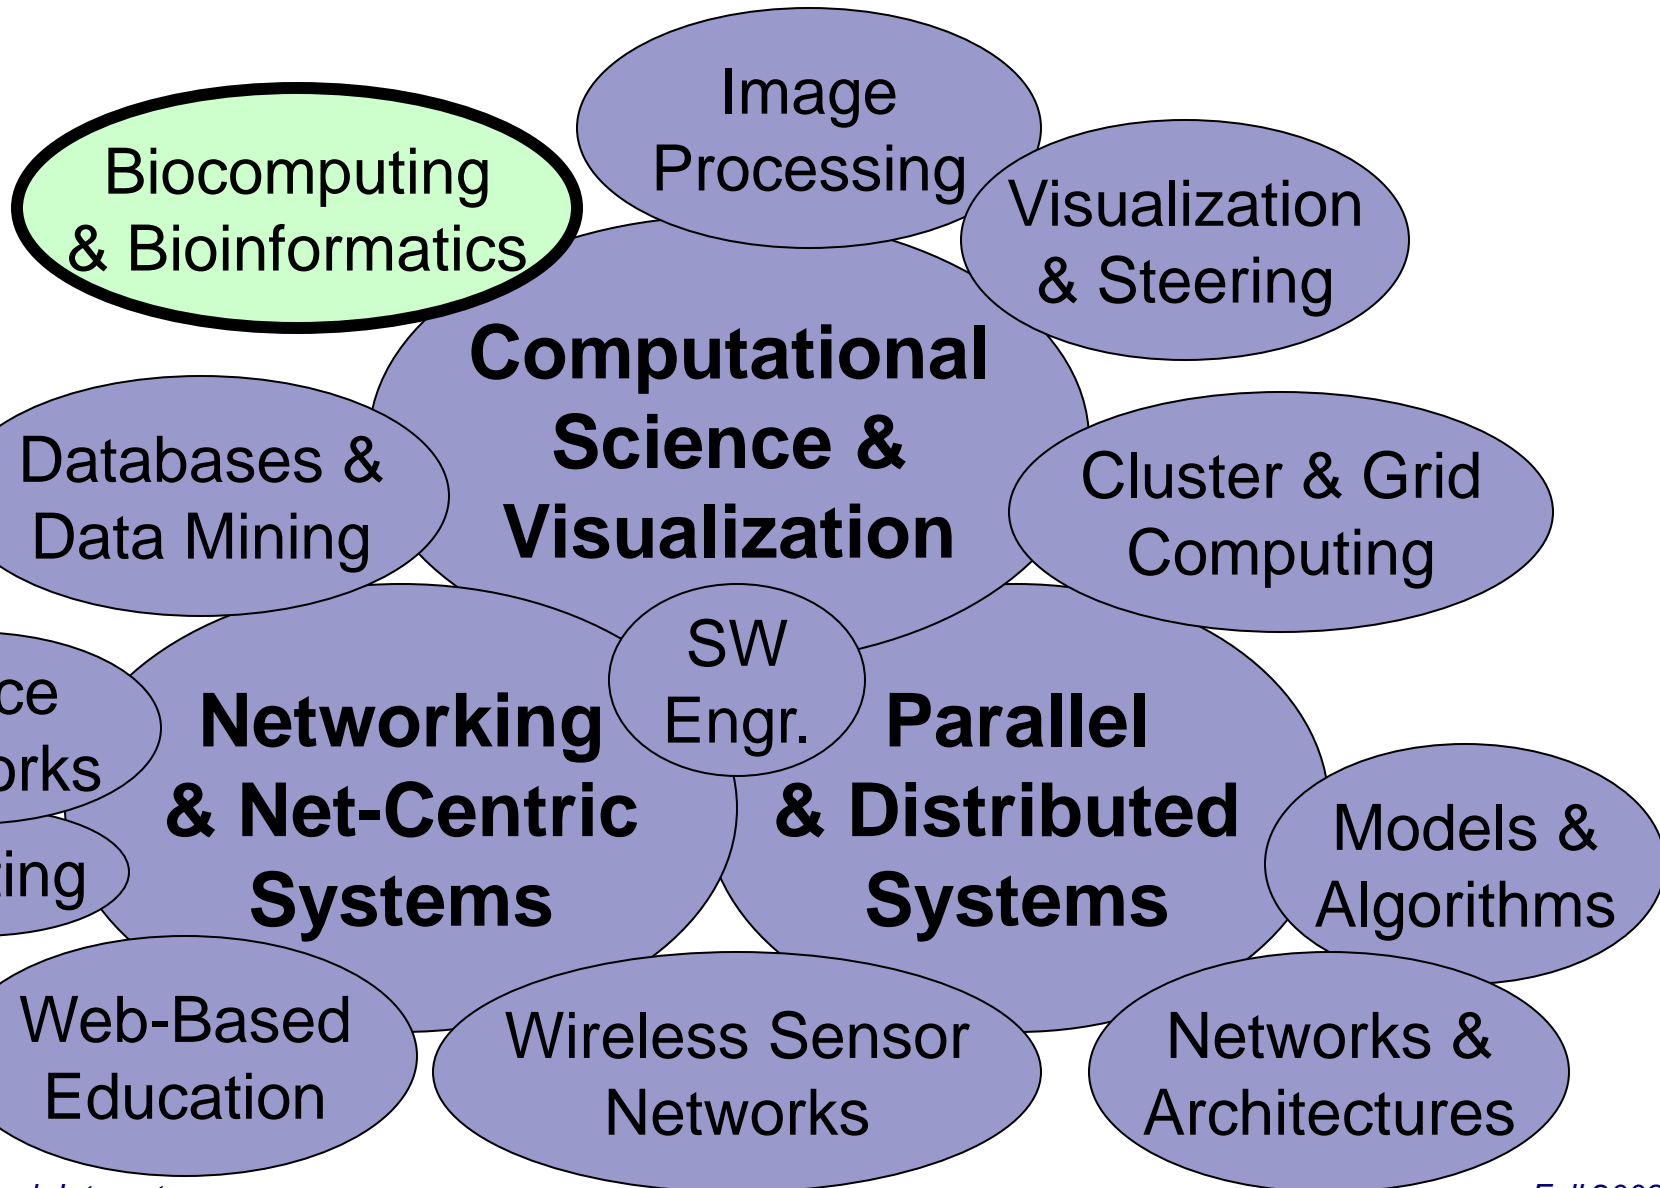 Image
Processing
Biocomputing
& Bioinformatics
Visualization
& Steering
Computational
Science &
Visualization
Databases &
Data Mining
Cluster & Grid
Computing
SW
Engr.
Networking
& Net-Centric
Systems
Parallel
& Distributed
Systems
Models &
Algorithms
Web-Based
Education
Wireless Sensor
Networks
Networks &
Architectures